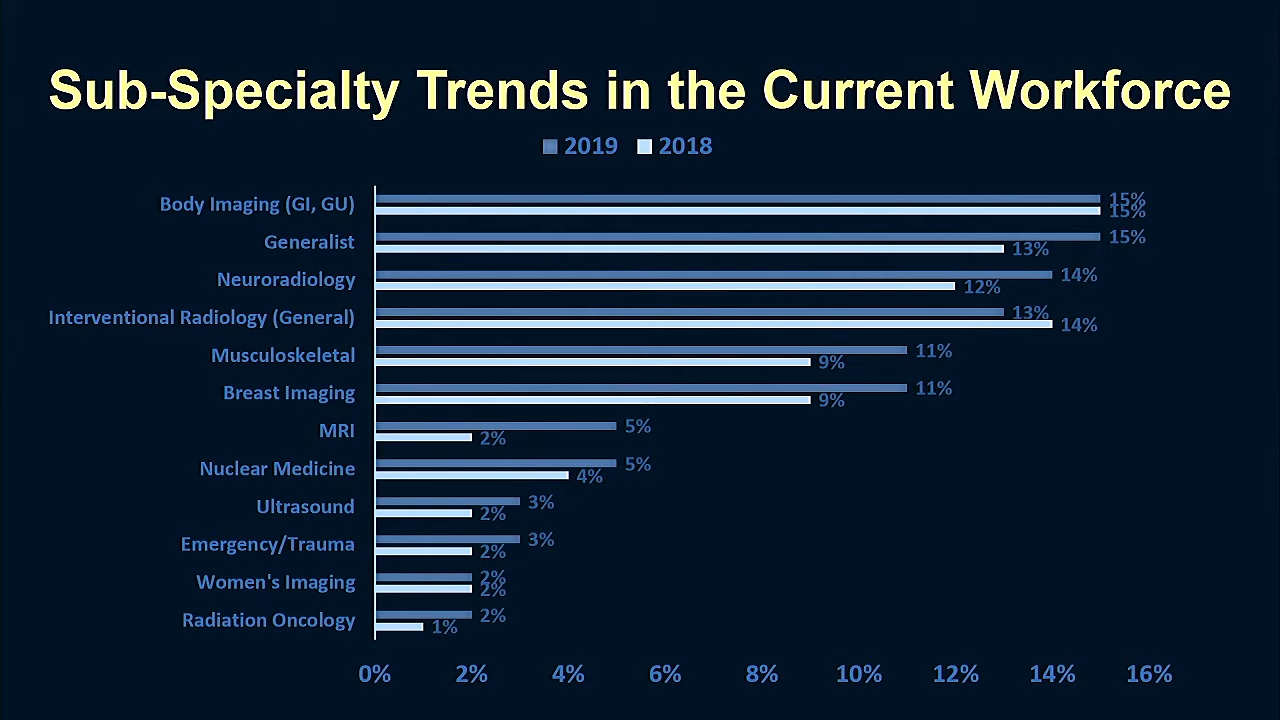 Sub-Specialty Trends in the Current Workforce
2019 2018
Body Imaging (GI, GU) 15%
15%
Generalist 15%
13%
Neuroradiology 14%
12%
Interventional Radiology (General) 13%
14%
Musculoskeletal 11%
9%
Breast Imaging 11%
9%
MRI 5%
2%
Nuclear Medicine 5%
4%
Ultrasound 3%
2%
Emergency/Trauma 3%
2%
Women's Imaging 2%
2%
Radiation Oncology 2%
1%
0% 2% 4% 6% 8% 10% 12% 14% 16%